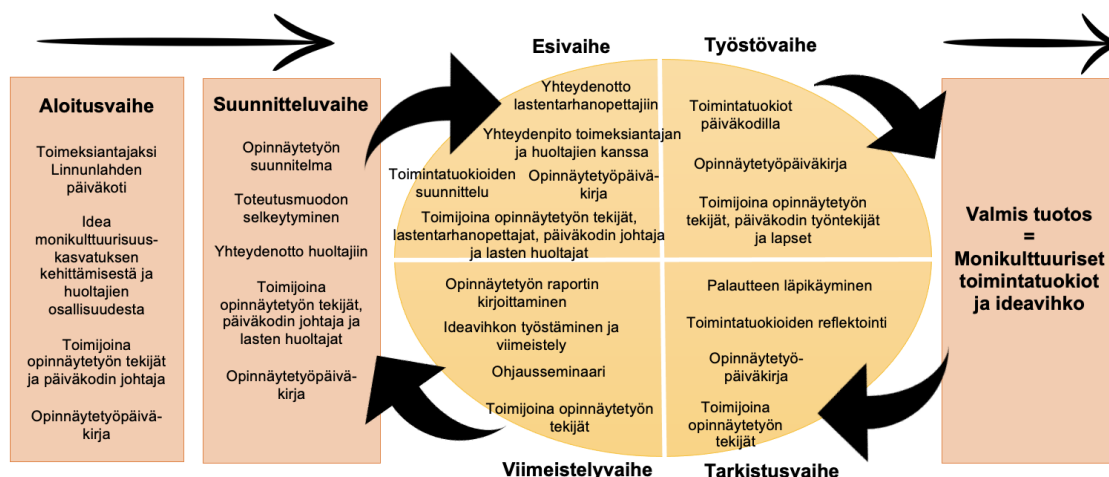 Aloitusvaihe
Toimeksiantajaksi
Linnunlahden
päiväkoti
Idea
monikulttuurisuus-
kasvatuksen
kehittämisestä ja
huoltajien
osallisuudesta
Toimijoina
opinnäytetyön tekijät
ja päiväkodin johtaja
Opinnäytetyöpäivä-
kirja
Suunnitteluvaihe
Opinnäytetyön
suunnitelma
Toteutusmuodon
selkeytyminen
Yhteydenotto huoltajiin
Toimijoina
opinnäytetyön tekijät,
päiväkodin johtaja ja
lasten huoltajat
Opinnäytetyöpäivä-
kirja
Esivaihe
Yhteydenotto
lastentarhanopettajiin
Yhteydenpito toimeksiantajan
ja huoltajien kanssa
Toimintatuokioiden
suunnittelu
Opinnäytetyöpäivä-
kirja
Toimijoina opinnäytetyön tekijät,
lastentarhanopettajat, päiväkodin johtaja
ja lasten huoltajat
Työstövaihe
Toimintatuokiot
päiväkodilla
Opinnäytetyöpäiväkirja
Toimijoina opinnäytetyön
tekijät, päiväkodin työntekijät
ja lapset
Opinnäytetyön raportin
kirjoittaminen
Ideavihkon työstäminen ja
viimeistely
Ohjausseminaari
Toimijoina opinnäytetyön
tekijät
Viimeistelyvaihe
Palautteen läpikäyminen
Toimintatuokioiden reflektointi
Opinnäytetyö-
päiväkirja
Toimijoina
opinnäytetyön
tekijät
Tarkistusvaihe
Valmis tuotos
=
Monikulttuuriset
toimintatuokiot
ja ideavihko